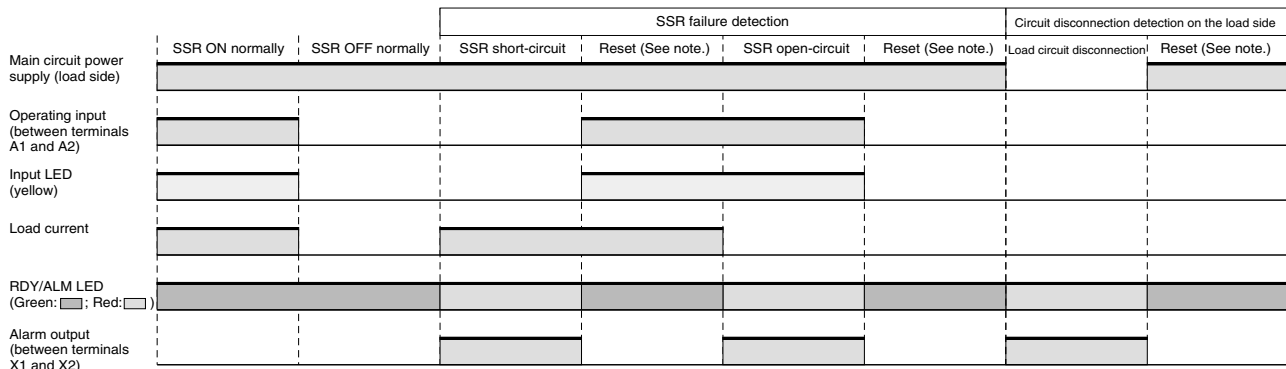 SSR failure detection
Circuit disconnection detection on the load side
SSR ON normally
SSR OFF normally
SSR short-circuit
Reset (See note.)
SSR open-circuit
Reset (See note.)
Load circuit disconnection
Reset (See note.)
Main circuit power
supply (load side)
Operating input
(between terminals
A1 and A2)
Input LED
(yellow)
Load current
RDY/ALM LED
(Green: ; Red: )
Alarm output
(between terminals
X1 and X2)